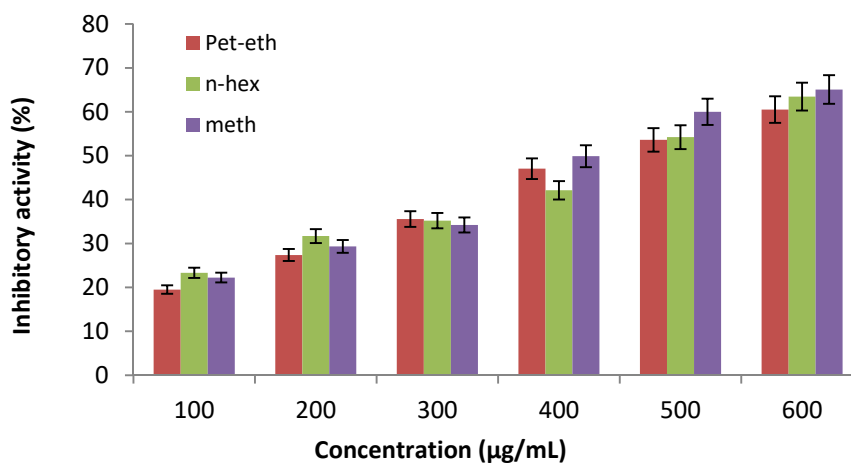 80
70
60
50
40
30
20
10
0
Inhibitory activity (%)
Pet-eth
n-hex
meth
100 200 300 400 500 600
Concentration (µg/mL)